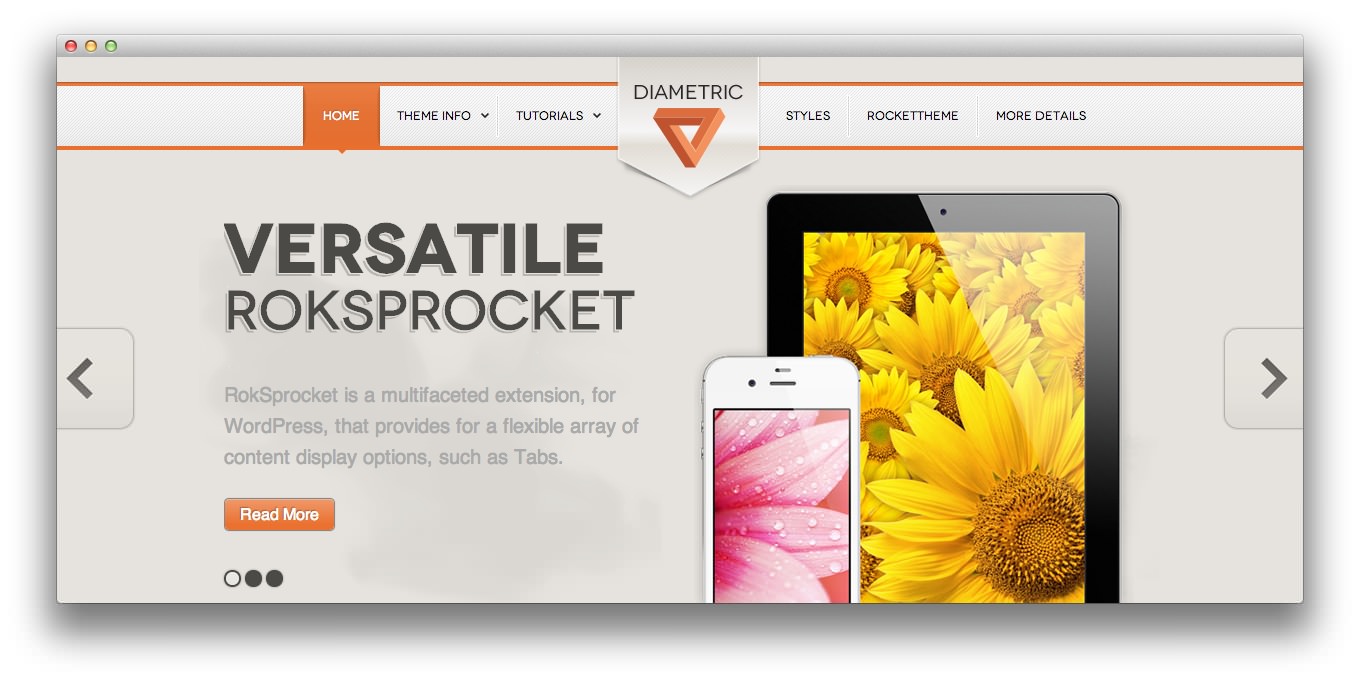 DIAMETRIC
HOME
THEME INFO
TUTORIALS
STYLES
ROCKETTHEME
MORE DETAILS
VERSATILE
ROKSPROCKET
RokSprocket is a multifaceted extension, for
WordPress, that provides for a flexible array of
content display options, such as Tabs.
Read More